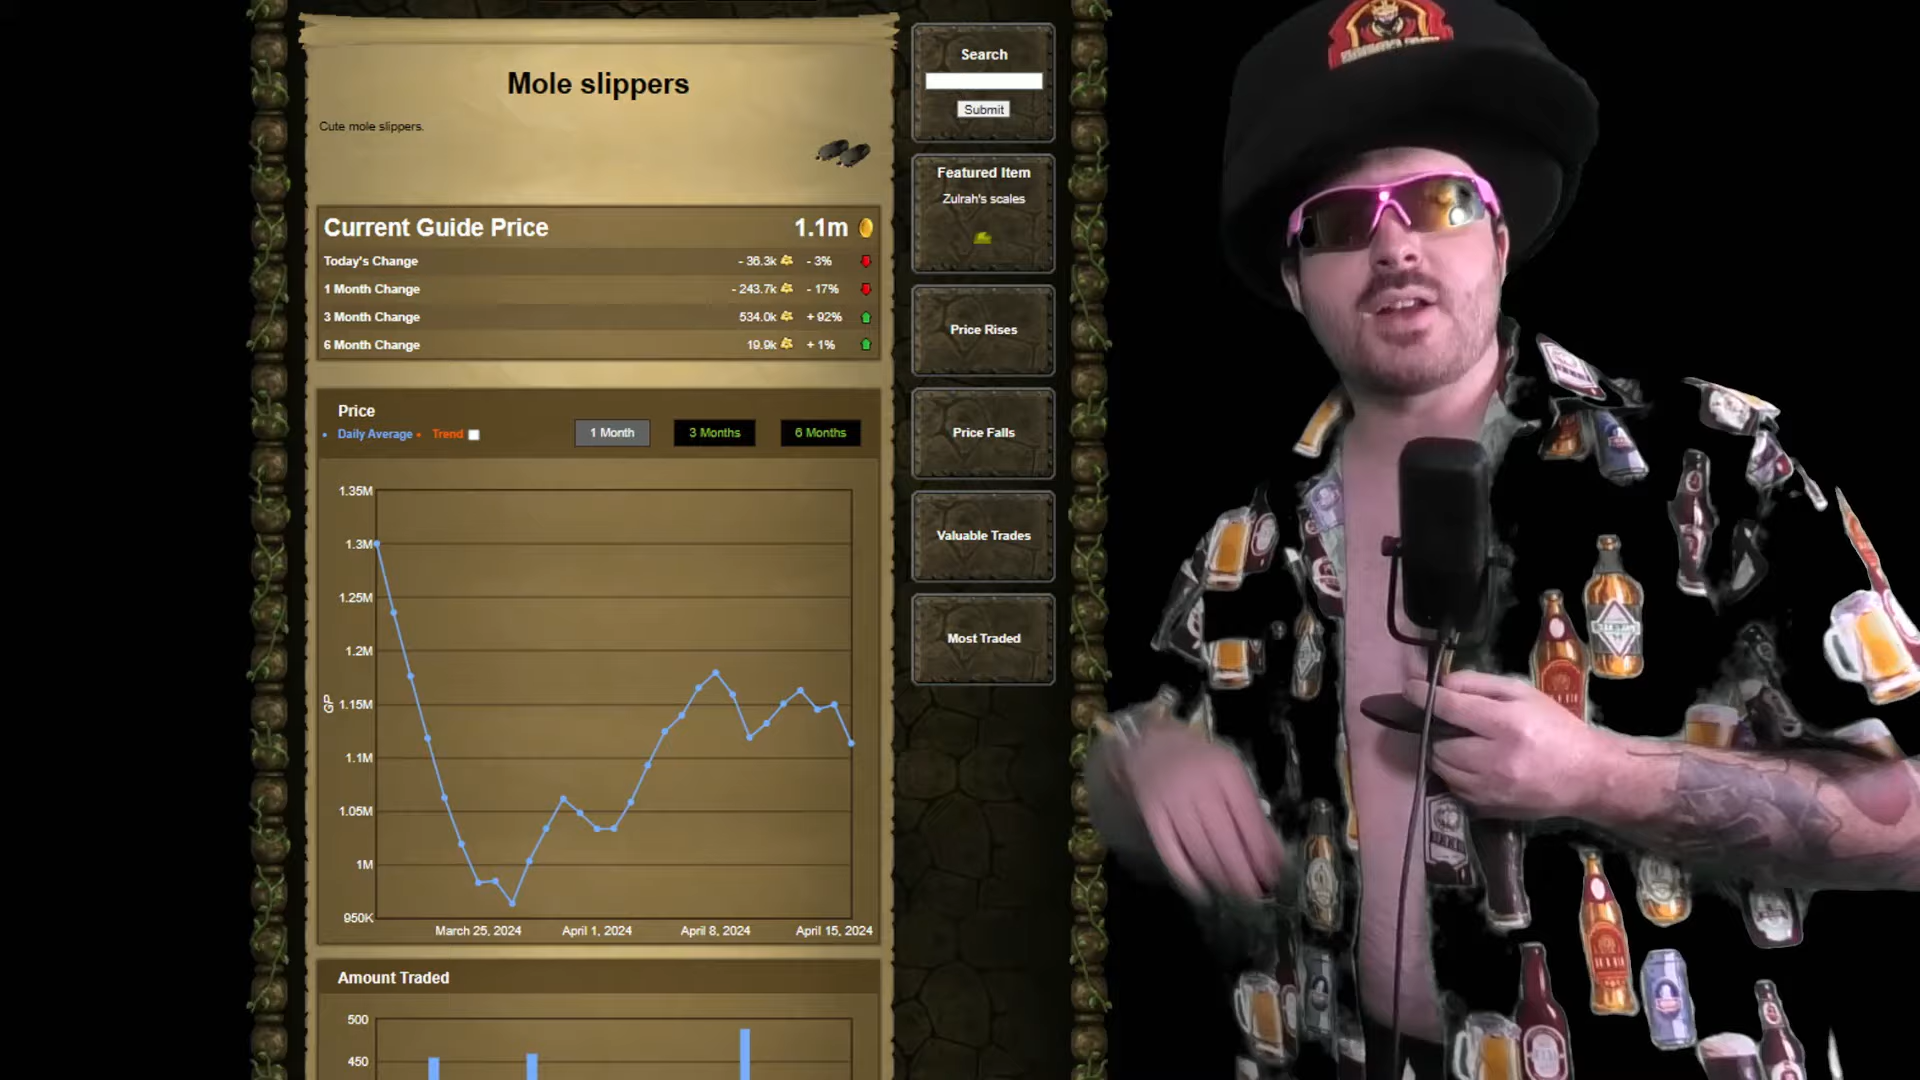 Mole slippers
Cute mole slippers.
Current Guide Price 1.1m
Today's Change - 36.3k - 3%
1 Month Change - 243.7k - 17%
3 Month Change 534.0k + 92%
6 Month Change 19.9k + 1%
Price
Daily Average Trend
1 Month 3 Months 6 Months
1.35M
1.3M
1.25M
1.2M
1.15M
1.1M
1.05M
1M
950K
GP
March 25, 2024 April 1, 2024 April 8, 2024 April 15, 2024
Amount Traded
500
450
Search
Submit
Featured Item
Zulrah's scales
Price Rises
Price Falls
Valuable Trades
Most Traded